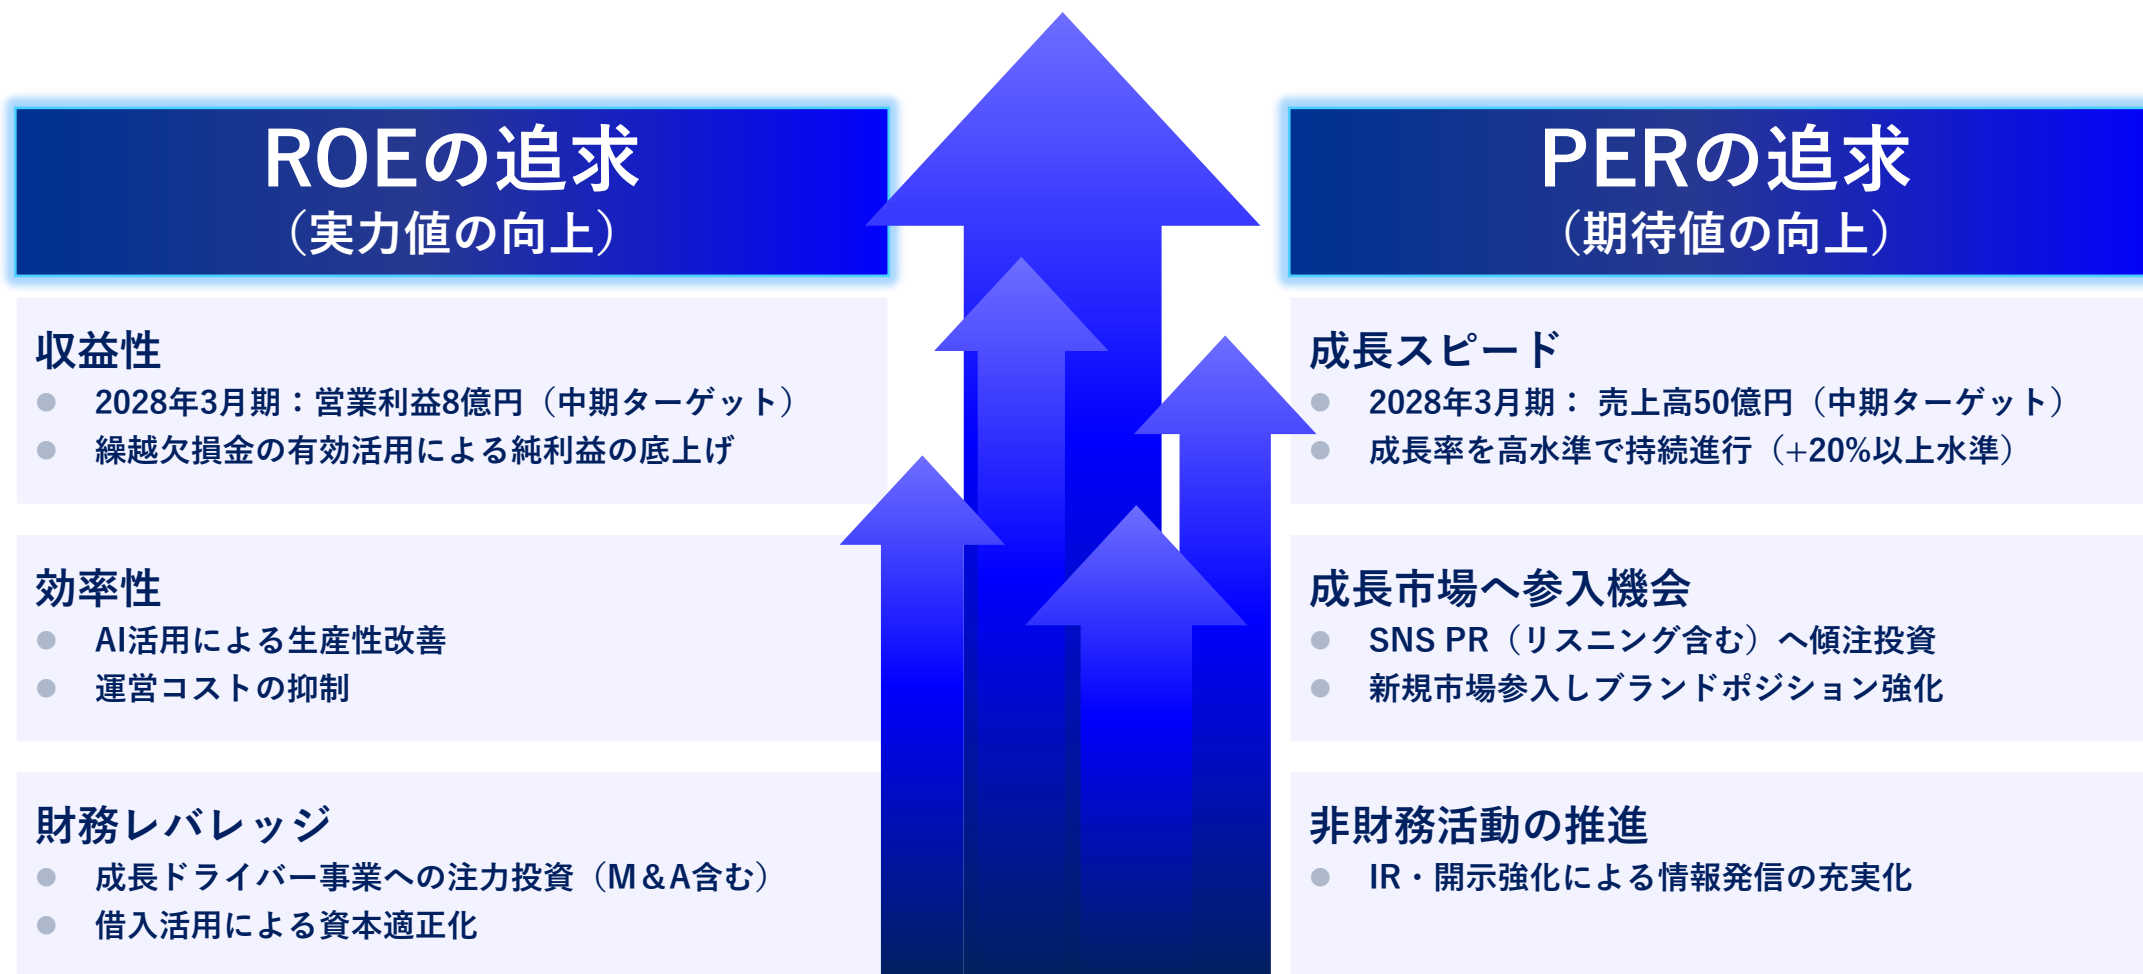 ROEの追求
（実力値の向上）
収益性
● 2028年3月期：営業利益8億円（中期ターゲット）
● 繰越欠損金の有効活用による純利益の底上げ
効率性
● AI活用による生産性改善
● 運営コストの抑制
財務レバレッジ
● 成長ドライバー事業への注力投資（M＆A含む）
● 借入活用による資本適正化
PERの追求
（期待値の向上）
成長スピード
● 2028年3月期： 売上高50億円（中期ターゲット）
● 成長率を高水準で持続進行（+20%以上水準）
成長市場へ参入機会
● SNS PR（リスニング含む）へ傾注投資
● 新規市場参入しブランドポジション強化
非財務活動の推進
● IR・開示強化による情報発信の充実化